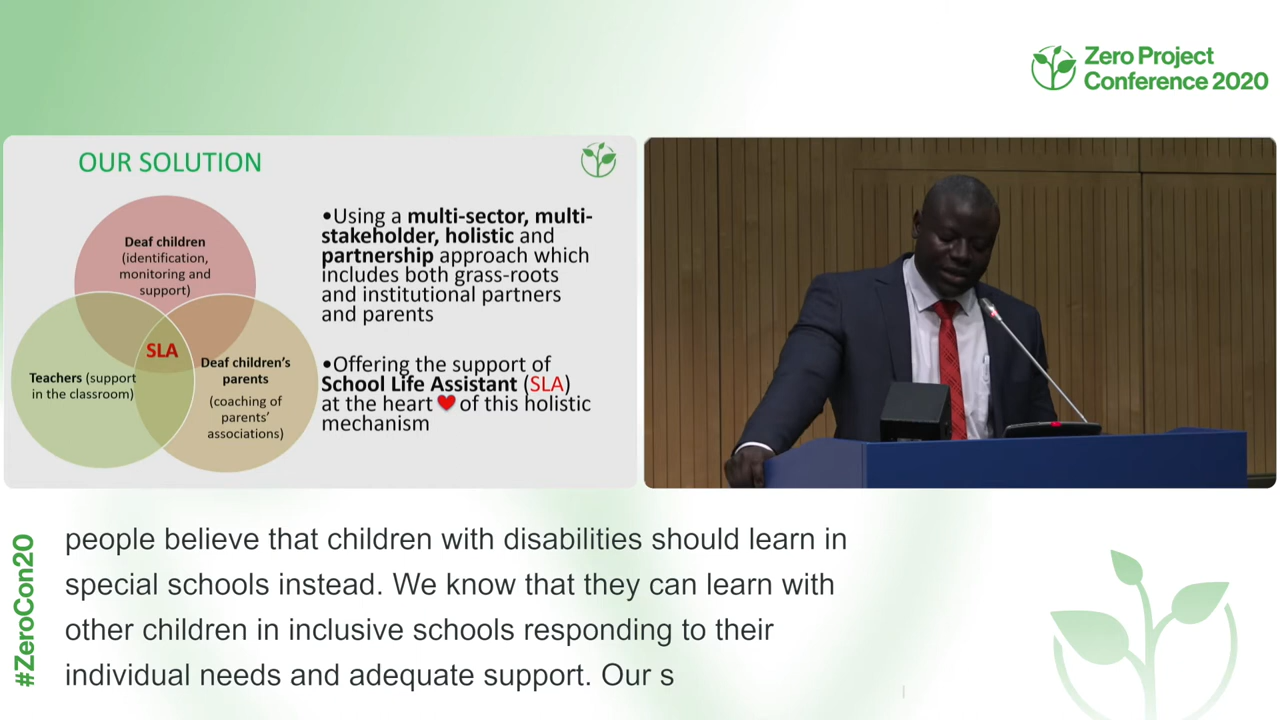 Zero Project
Conference 2020
OUR SOLUTION
Deaf children
(identification,
monitoring and
support)
SLA
Teachers (support
in the classroom)
Deaf children's
parents
(coaching of
parents'
associations)
•Using a multi-sector, multi-
stakeholder, holistic and
partnership approach which
includes both grass-roots
and institutional partners
and parents
•Offering the support of
School Life Assistant (SLA)
at the heart of this holistic
mechanism
#ZeroCon20
people believe that children with disabilities should learn in
special schools instead. We know that they can learn with
other children in inclusive schools responding to their
individual needs and adequate support. Our s